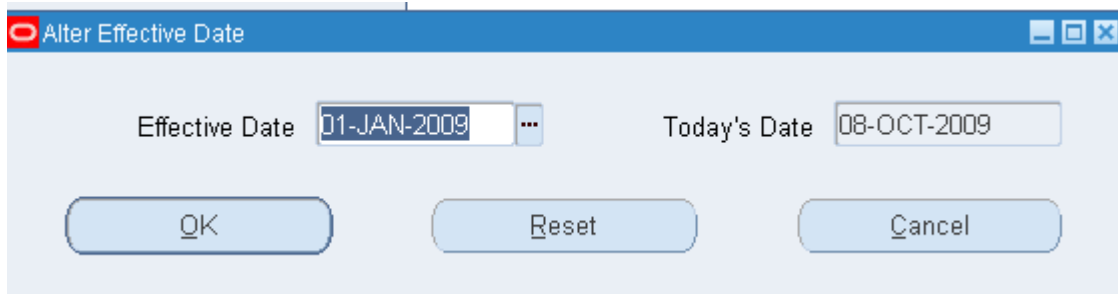 Alter Effective Date
Effective Date 01-JAN-2009 ... Today's Date 08-OCT-2009
OK Reset Cancel